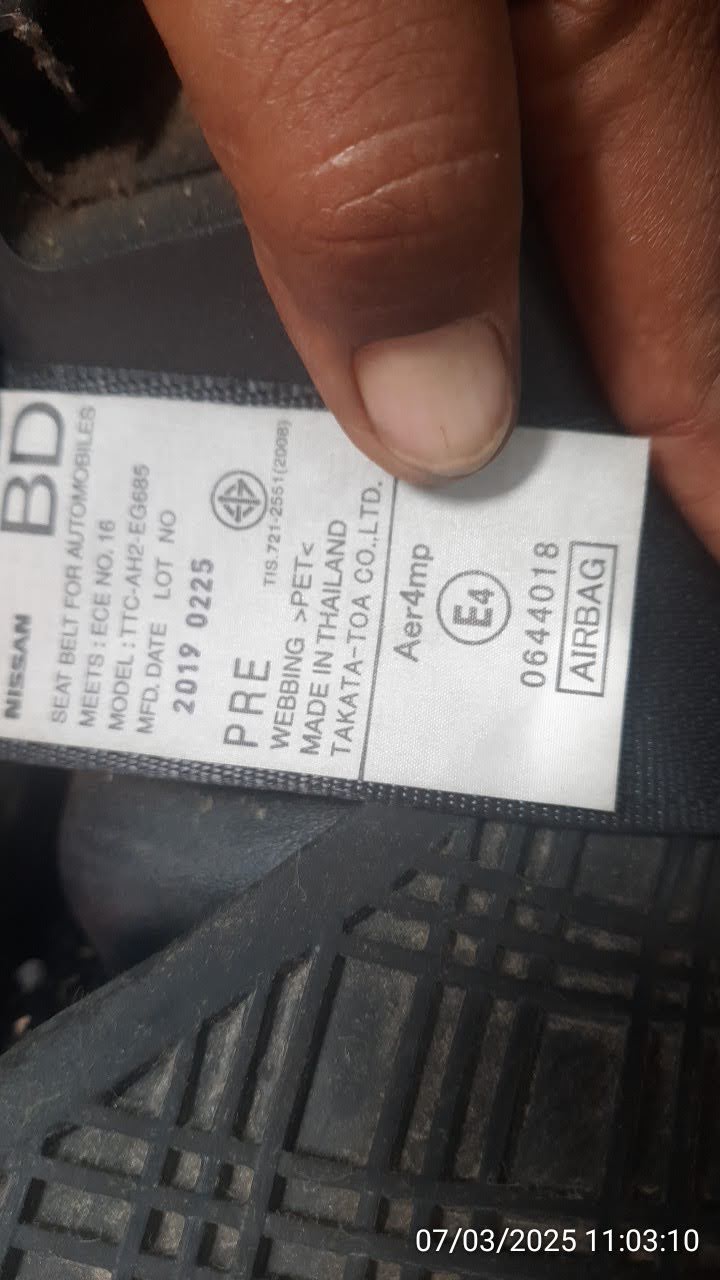 NISSAN BD
SEAT BELT FOR AUTOMOBILES
MEETS : ECE NO. 16
MODEL : TTC-AH2-EG685
MFD. DATE LOT NO
2019 0225
PRE
TIS.721-2551(2008)
WEBBING >PET<
MADE IN THAILAND
TAKATA-TOA CO.,LTD.
Aer4mp
E4
0644018
AIRBAG
07/03/2025 11:03:10